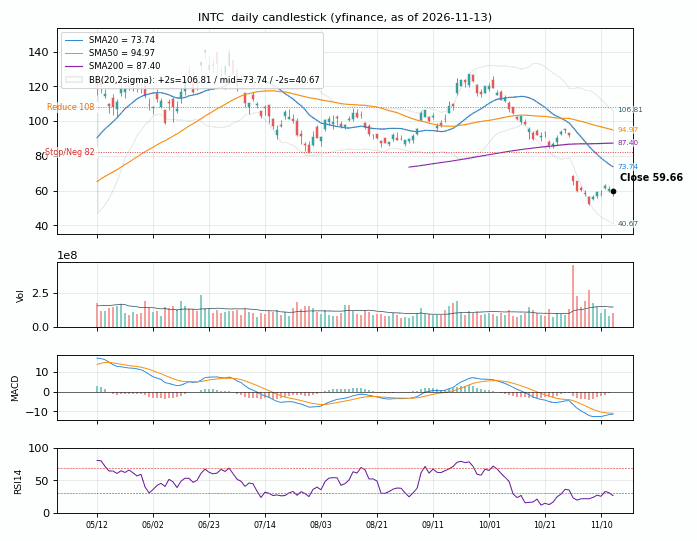 INTC  daily candlestick (yfinance, as of 2026-11-13)
SMA20 = 73.74
SMA50 = 94.97
SMA200 = 87.40
BB(20,2sigma): +2s=106.81 / mid=73.74 / -2s=40.67
140
120
100
80
60
40
Reduce 108
Stop/Neg 82
106.81
94.97
87.40
73.74
Close 59.66
40.67
1e8
Vol
2.5
0.0
MACD
10
0
−10
RSI14
100
50
0
05/12
06/02
06/23
07/14
08/03
08/21
09/11
10/01
10/21
11/10